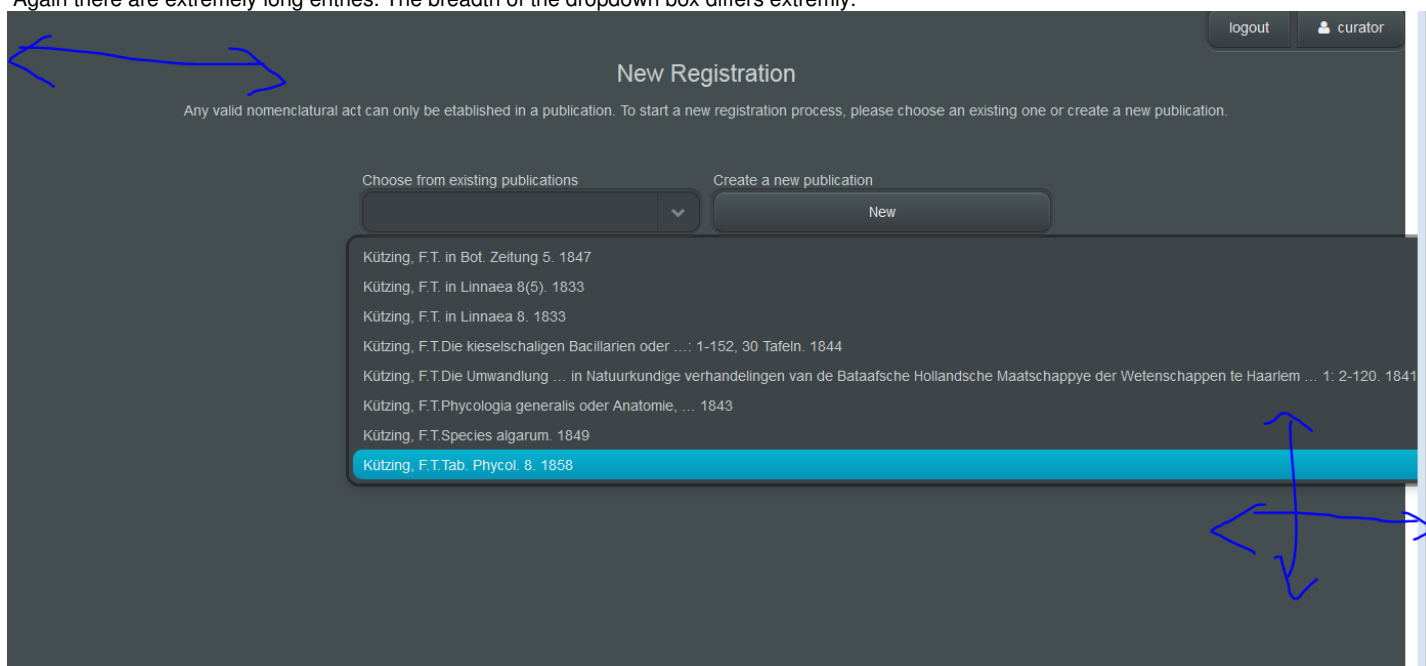 Again there are extremely long entries. The breadth of the dropdown box differs extremly.
logout curator
New Registration
Any valid nomenclatural act can only be etablished in a publication. To start a new registration process, please choose an existing one or create a new publication.
Choose from existing publications Create a new publication
New
Kützing, F.T. in Bot. Zeitung 5. 1847
Kützing, F.T. in Linnaea 8(5). 1833
Kützing, F.T. in Linnaea 8. 1833
Kützing, F.T.Die kieselschaligen Bacillarien oder …: 1-152, 30 Tafeln. 1844
Kützing, F.T.Die Umwandlung … in Natuurkundige verhandelingen van de Bataafsche Hollandsche Maatschappye der Wetenschappen te Haarlem … 1: 2-120. 1841
Kützing, F.T.Phycologia generalis oder Anatomie, … 1843
Kützing, F.T.Species algarum. 1849
Kützing, F.T.Tab. Phycol. 8. 1858